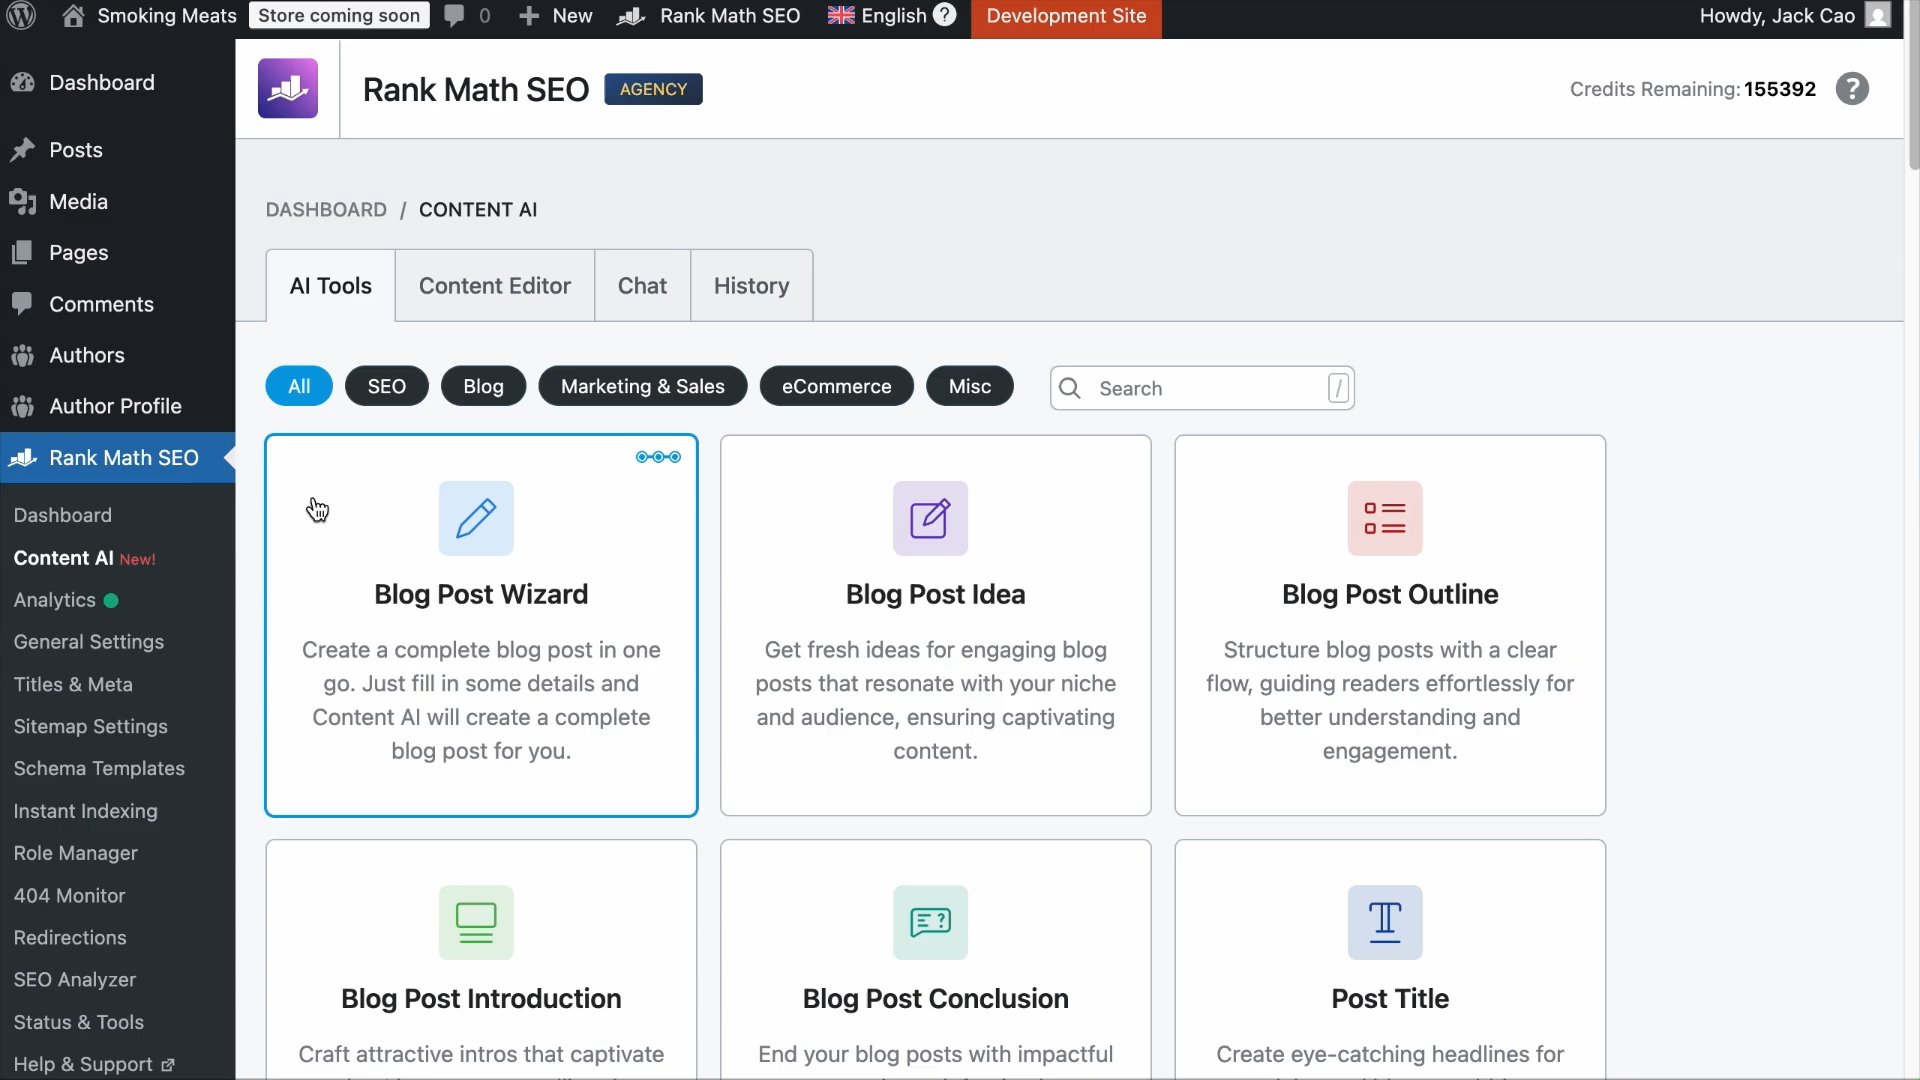 Smoking Meats Store coming soon 0 New Rank Math SEO English ? Development Site Howdy, Jack Cao
Dashboard
Posts
Media
Pages
Comments
Authors
Author Profile
Rank Math SEO
Dashboard
Content AI New!
Analytics
General Settings
Titles & Meta
Sitemap Settings
Schema Templates
Instant Indexing
Role Manager
404 Monitor
Redirections
SEO Analyzer
Status & Tools
Help & Support
Rank Math SEO AGENCY Credits Remaining: 155392 ?
DASHBOARD / CONTENT AI
AI Tools Content Editor Chat History
All SEO Blog Marketing & Sales eCommerce Misc Search /
Blog Post Wizard
Create a complete blog post in one
go. Just fill in some details and
Content AI will create a complete
blog post for you.
Blog Post Idea
Get fresh ideas for engaging blog
posts that resonate with your niche
and audience, ensuring captivating
content.
Blog Post Outline
Structure blog posts with a clear
flow, guiding readers effortlessly for
better understanding and
engagement.
Blog Post Introduction
Craft attractive intros that captivate
Blog Post Conclusion
End your blog posts with impactful
Post Title
Create eye-catching headlines for